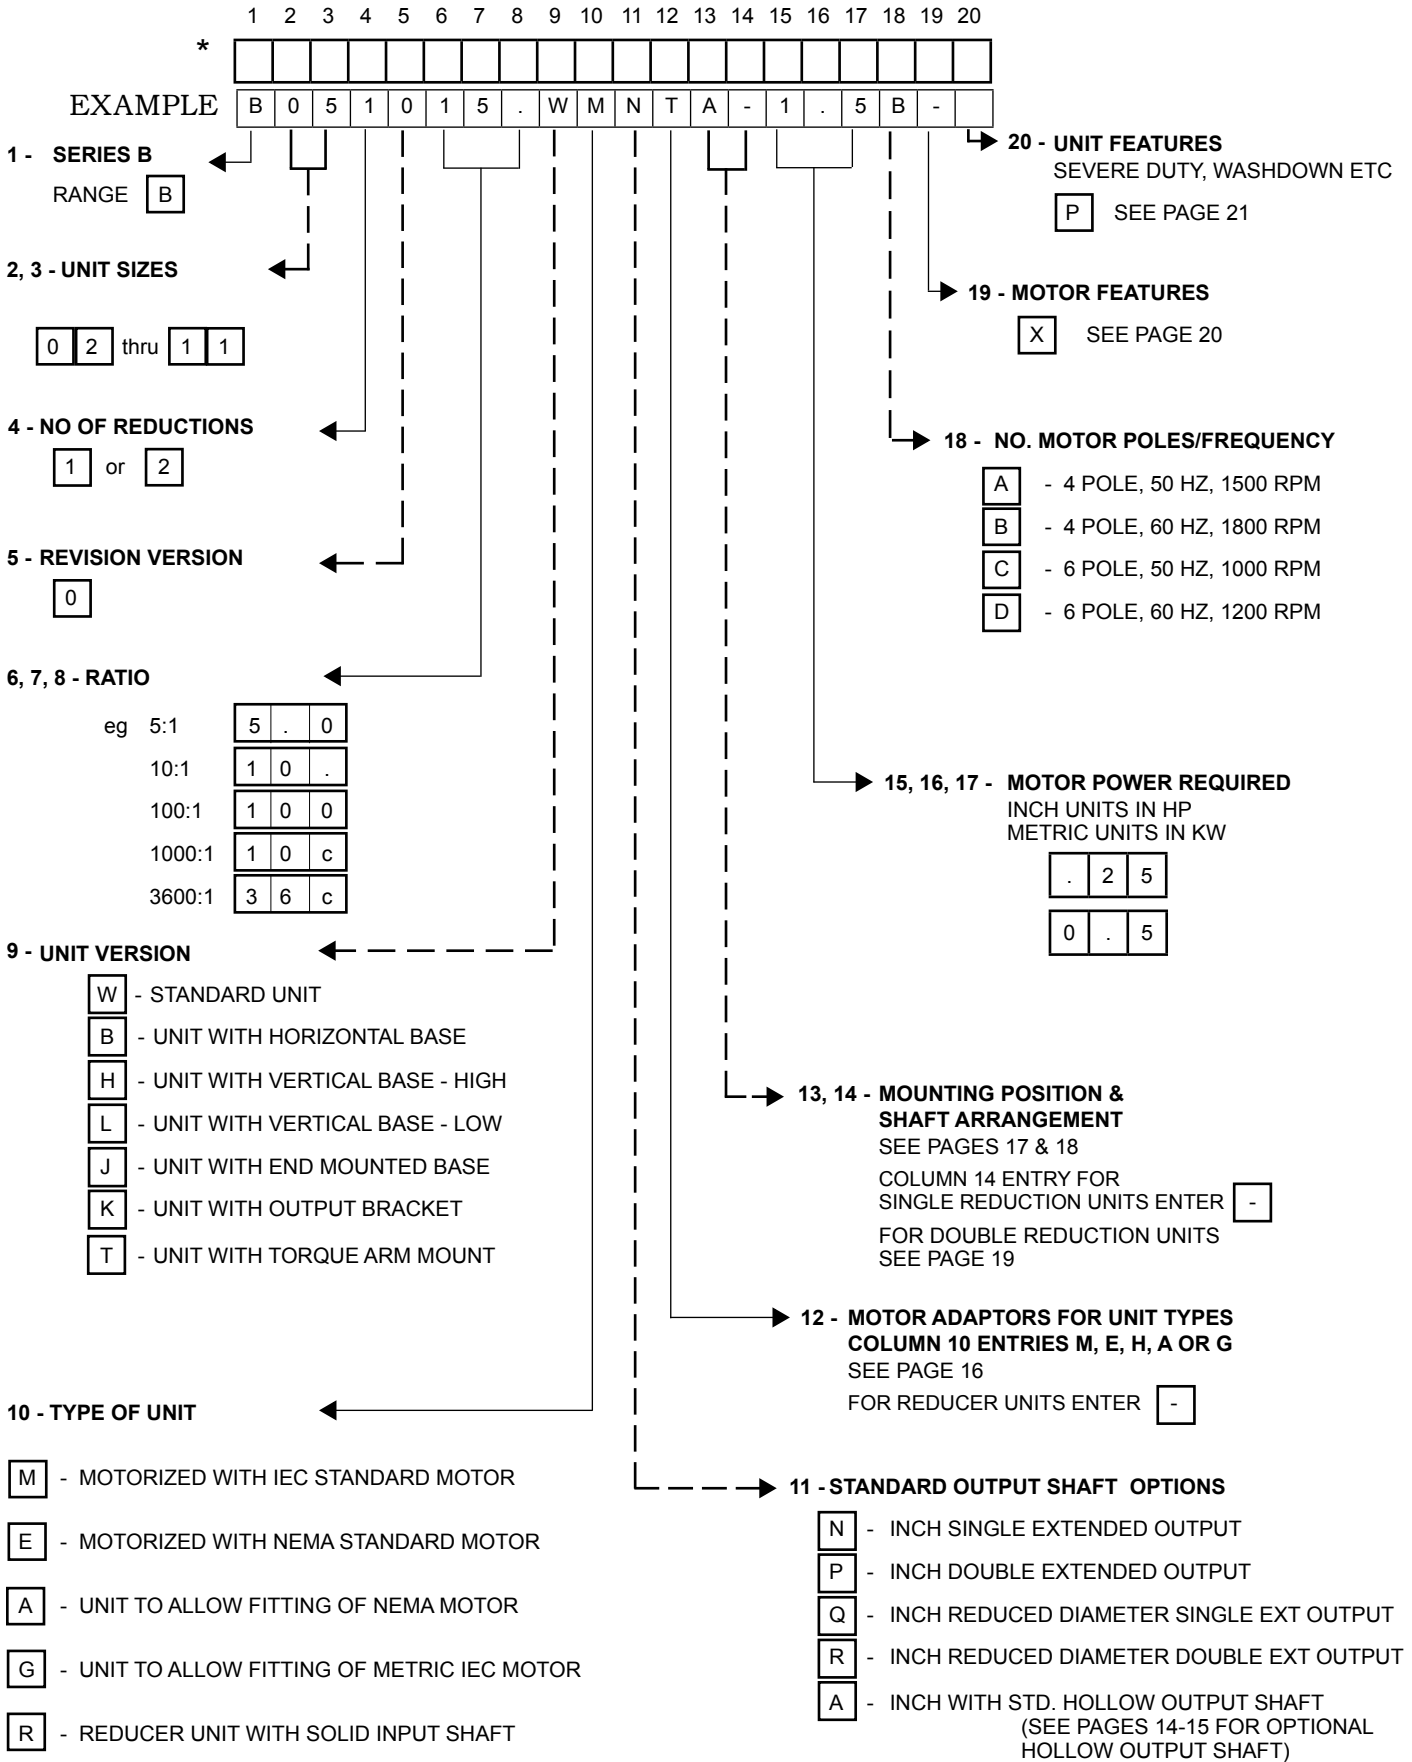 1 2 3 4 5 6 7 8 9 10 11 12 13 14 15 16 17 18 19 20
*
EXAMPLE B 0 5 1 0 1 5 . W M N T A - 1 . 5 B -
1 - SERIES B
RANGE B
20 - UNIT FEATURES
SEVERE DUTY, WASHDOWN ETC
P SEE PAGE 21
2, 3 - UNIT SIZES
0 2 thru 1 1
19 - MOTOR FEATURES
X SEE PAGE 20
4 - NO OF REDUCTIONS
1 or 2
18 - NO. MOTOR POLES/FREQUENCY
A - 4 POLE, 50 HZ, 1500 RPM
B - 4 POLE, 60 HZ, 1800 RPM
C - 6 POLE, 50 HZ, 1000 RPM
D - 6 POLE, 60 HZ, 1200 RPM
5 - REVISION VERSION
0
6, 7, 8 - RATIO
eg 5:1 5 . 0
10:1 1 0 .
100:1 1 0 0
1000:1 1 0 c
3600:1 3 6 c
15, 16, 17 - MOTOR POWER REQUIRED
INCH UNITS IN HP
METRIC UNITS IN KW
. 2 5
0 . 5
9 - UNIT VERSION
W - STANDARD UNIT
B - UNIT WITH HORIZONTAL BASE
H - UNIT WITH VERTICAL BASE - HIGH
L - UNIT WITH VERTICAL BASE - LOW
J - UNIT WITH END MOUNTED BASE
K - UNIT WITH OUTPUT BRACKET
T - UNIT WITH TORQUE ARM MOUNT
13, 14 - MOUNTING POSITION &
SHAFT ARRANGEMENT
SEE PAGES 17 & 18
COLUMN 14 ENTRY FOR
SINGLE REDUCTION UNITS ENTER -
FOR DOUBLE REDUCTION UNITS
SEE PAGE 19
12 - MOTOR ADAPTORS FOR UNIT TYPES
COLUMN 10 ENTRIES M, E, H, A OR G
SEE PAGE 16
FOR REDUCER UNITS ENTER -
10 - TYPE OF UNIT
M - MOTORIZED WITH IEC STANDARD MOTOR
E - MOTORIZED WITH NEMA STANDARD MOTOR
A - UNIT TO ALLOW FITTING OF NEMA MOTOR
G - UNIT TO ALLOW FITTING OF METRIC IEC MOTOR
R - REDUCER UNIT WITH SOLID INPUT SHAFT
11 - STANDARD OUTPUT SHAFT OPTIONS
N - INCH SINGLE EXTENDED OUTPUT
P - INCH DOUBLE EXTENDED OUTPUT
Q - INCH REDUCED DIAMETER SINGLE EXT OUTPUT
R - INCH REDUCED DIAMETER DOUBLE EXT OUTPUT
A - INCH WITH STD. HOLLOW OUTPUT SHAFT
(SEE PAGES 14-15 FOR OPTIONAL
HOLLOW OUTPUT SHAFT)